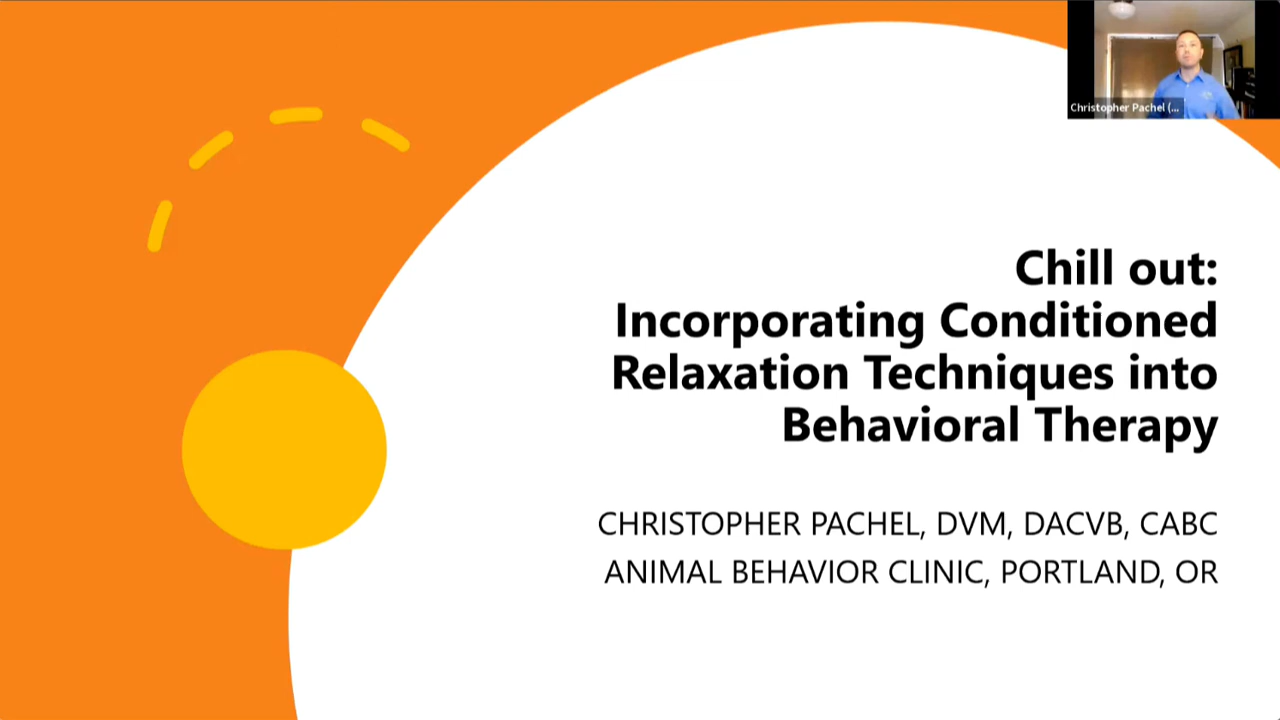 Christopher Pachel (...
Chill out:
Incorporating Conditioned
Relaxation Techniques into
Behavioral Therapy
CHRISTOPHER PACHEL, DVM, DACVB, CABC
ANIMAL BEHAVIOR CLINIC, PORTLAND, OR